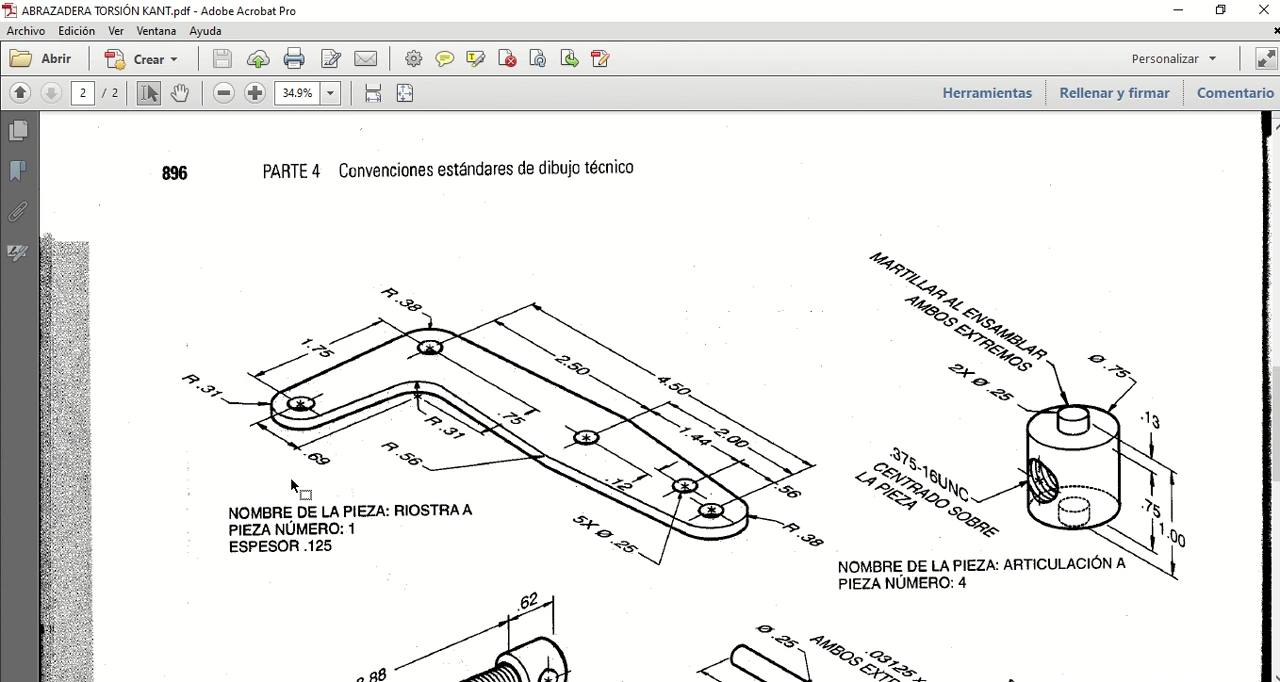 ABRAZADERA TORSIÓN KANT.pdf - Adobe Acrobat Pro
Archivo Edición Ver Ventana Ayuda
Abrir Crear Personalizar
2 / 2 34.9% Herramientas Rellenar y firmar Comentario
896 PARTE 4 Convenciones estándares de dibujo técnico
R .38
1.75
R .31
2.50
4.50
.75
R .31
1.44
2.00
R .56
.69
.12
.56
5X Ø .25
R .38
NOMBRE DE LA PIEZA: RIOSTRA A
PIEZA NÚMERO: 1
ESPESOR .125
MARTILLAR AL ENSAMBLAR
AMBOS EXTREMOS
Ø .75
2X Ø .25
.13
.375-16UNC
CENTRADO SOBRE
LA PIEZA
.75
1.00
NOMBRE DE LA PIEZA: ARTICULACIÓN A
PIEZA NÚMERO: 4
.62
Ø .25
.03125 X